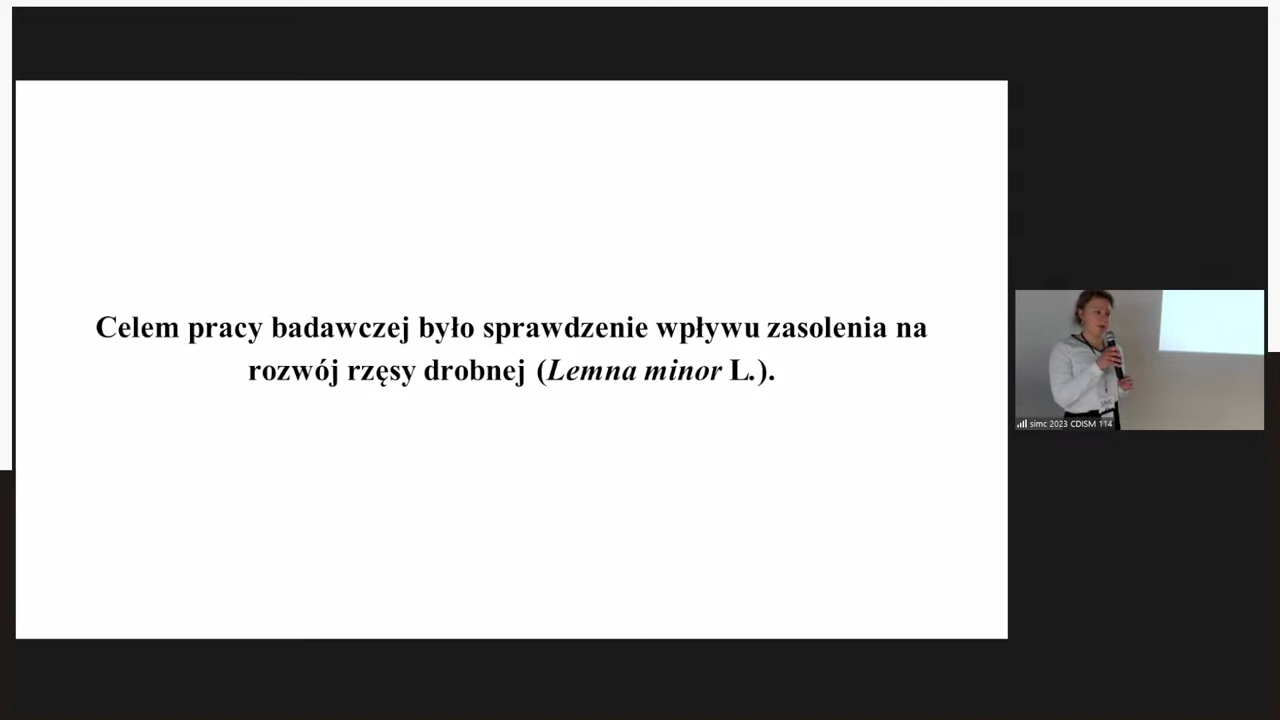 Celem pracy badawczej było sprawdzenie wpływu zasolenia na
rozwój rzęsy drobnej (Lemna minor L.).
simc 2023 CDISM 114